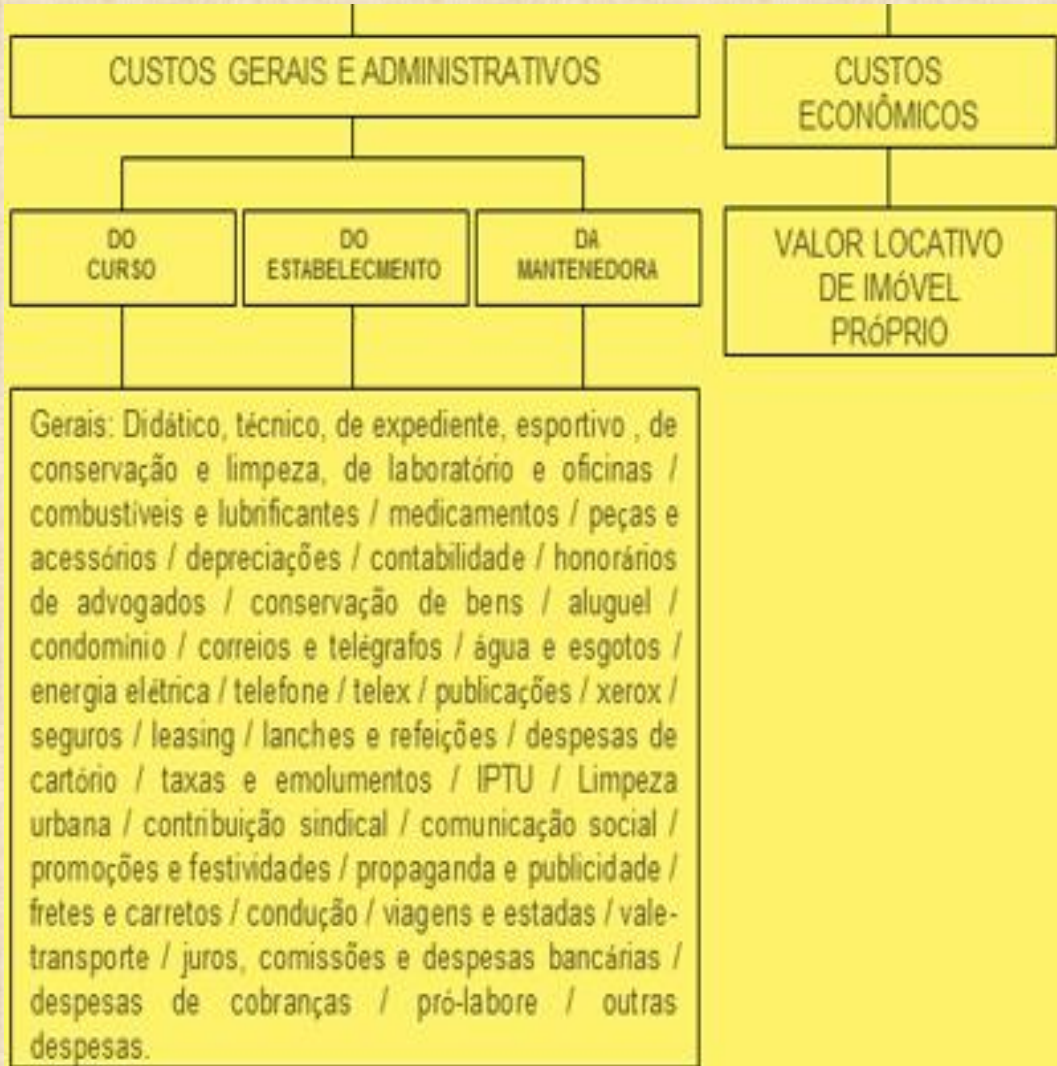 CUSTOS GERAIS E ADMINISTRATIVOS
CUSTOS
ECONÔMICOS
DO
CURSO
DO
ESTABELECMENTO
DA
MANTENEDORA
VALOR LOCATIVO
DE IMóVEL
PRóPRIO
Gerais: Didático, técnico, de expediente, esportivo , de
conservação e limpeza, de laboratório e oficinas /
combustíveis e lubrificantes / medicamentos / peças e
acessórios / depreciações / contabilidade / honorários
de advogados / conservação de bens / aluguel /
condomínio / correios e telégrafos / água e esgotos /
energia elétrica / telefone / telex / publicações / xerox /
seguros / leasing / lanches e refeições / despesas de
cartório / taxas e emolumentos / IPTU / Limpeza
urbana / contribuição sindical / comunicação social /
promoções e festividades / propaganda e publicidade /
fretes e carretos / condução / viagens e estadas / vale-
transporte / juros, comissões e despesas bancárias /
despesas de cobranças / pró-labore / outras
despesas.